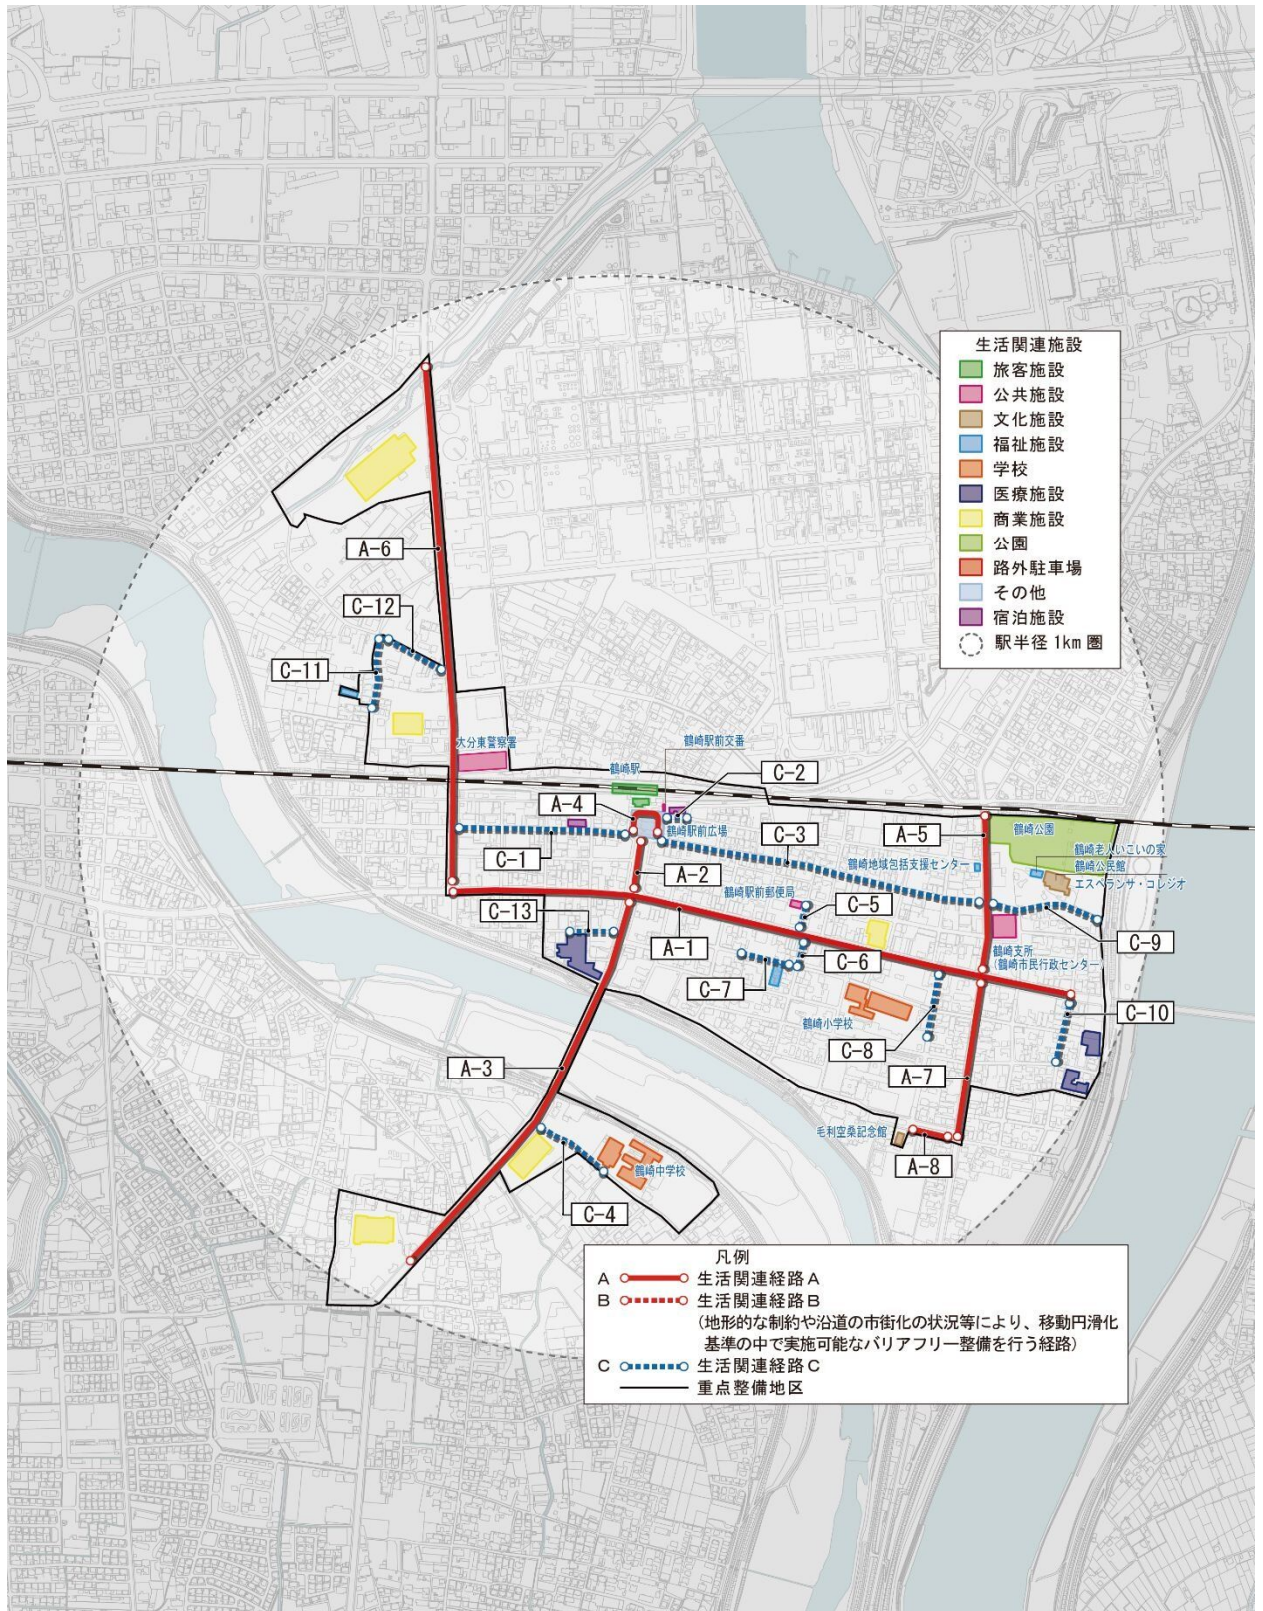 生活関連施設
旅客施設
公共施設
文化施設
福祉施設
学校
医療施設
商業施設
公園
路外駐車場
その他
宿泊施設
駅半径1km圏
A-6
C-12
C-11
大分東警察署
鶴崎駅前交番
鶴崎駅
C-2
A-4
鶴崎駅前広場
C-3
A-5
鶴崎公園
鶴崎老人いこいの家
鶴崎公民館
エスペランサ・コレジオ
鶴崎地域包括支援センター
C-1
A-2
鶴崎駅前郵便局
C-5
C-13
A-1
C-6
C-9
鶴崎支所
(鶴崎市民行政センター)
C-7
C-10
鶴崎小学校
C-8
A-3
A-7
毛利空桑記念館
A-8
鶴崎中学校
C-4
凡例
A 生活関連経路A
B 生活関連経路B
(地形的な制約や沿道の市街化の状況等により、移動円滑化
基準の中で実施可能なバリアフリー整備を行う経路)
C 生活関連経路C
重点整備地区